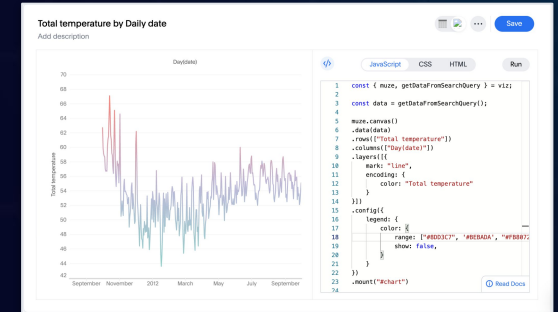 Total temperature by Daily date
Add description
Save
Day(date)
70
68
66
64
62
60
58
56
54
52
50
48
46
44
42
Total temperature
September November 2012 March May July September
JavaScript CSS HTML Run
1 const { muze, getDataFromSearchQuery } = viz;
2
3 const data = getDataFromSearchQuery();
4
5 muze.canvas()
6 .data(data)
7 .rows(["Total temperature"])
8 .columns(["Day(date)"])
9 .layers([{
10 mark: "line",
11 encoding: {
12 color: "Total temperature"
13 }
14 }])
15 .config({
16 legend: {
17 color: {
18 range: ["#8DD3C7", '#BEBADA', "#FB8072
19 show: false,
20 }
21 }
22 })
23 .mount("#chart")
24
Read Docs